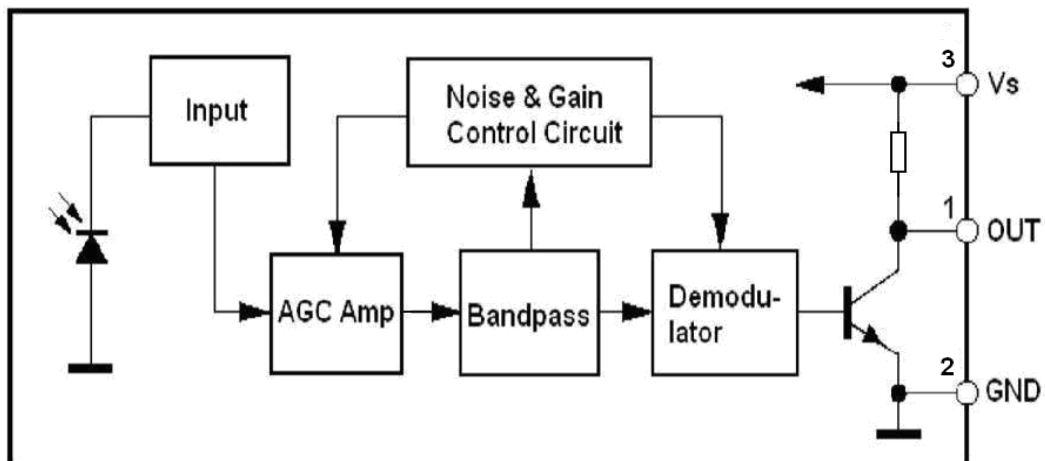 Input
Noise & Gain
Control Circuit
3
Vs
1
OUT
AGC Amp
Bandpass
Demodu-
lator
2
GND